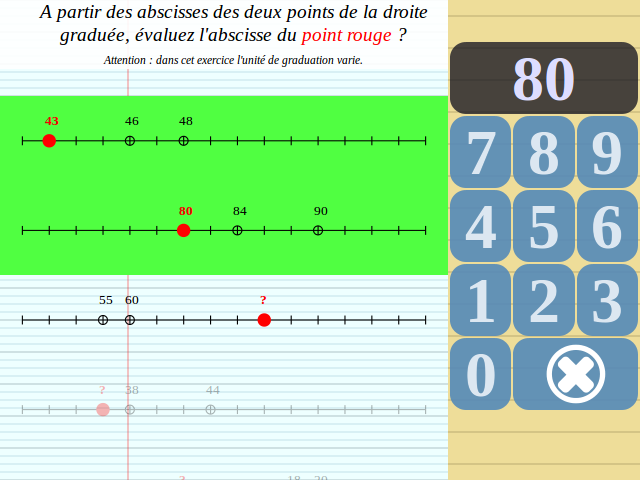 A partir des abscisses des deux points de la droite
graduée, évaluez l'abscisse du point rouge ?
Attention : dans cet exercice l'unité de graduation varie.
80
43 46 48
7 8 9
80 84 90
4 5 6
55 60 ?
1 2 3
0
? 38 44